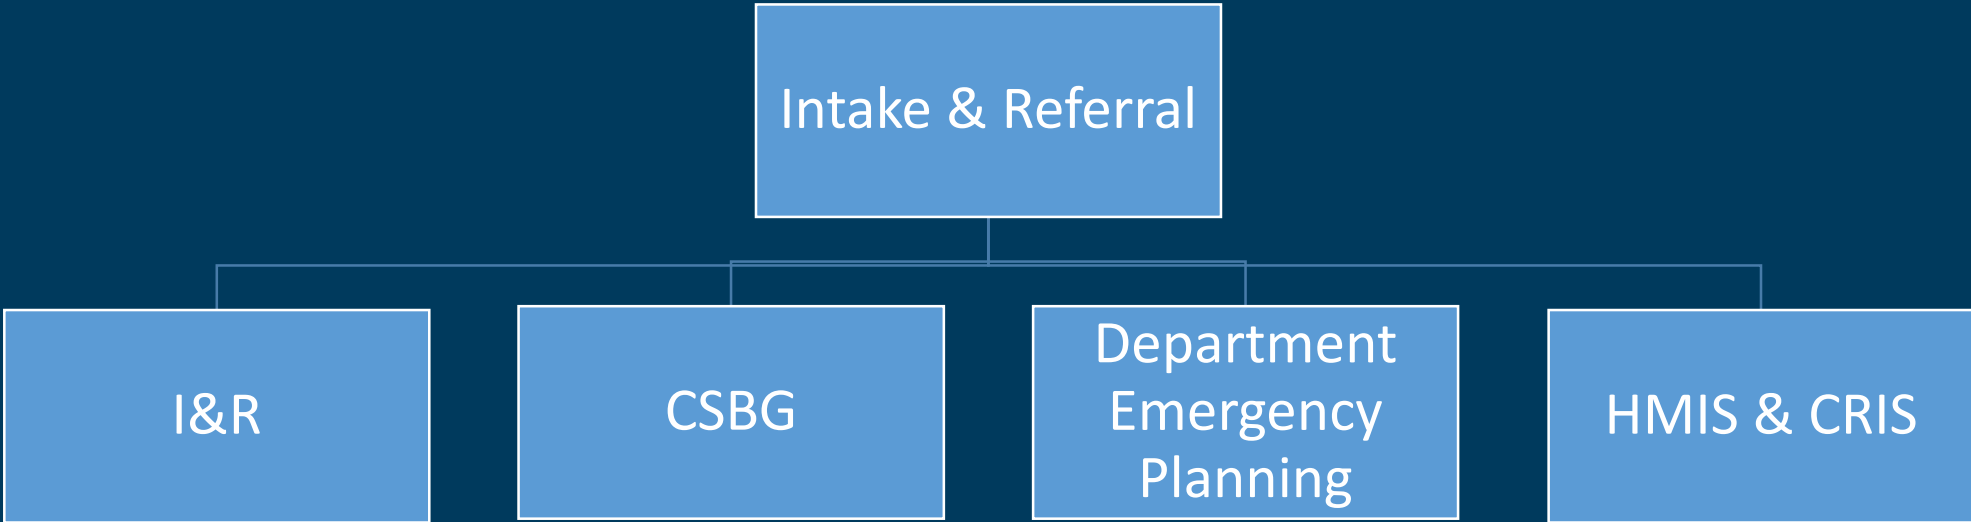 Intake & Referral
I&R
CSBG
Department
Emergency
Planning
HMIS & CRIS